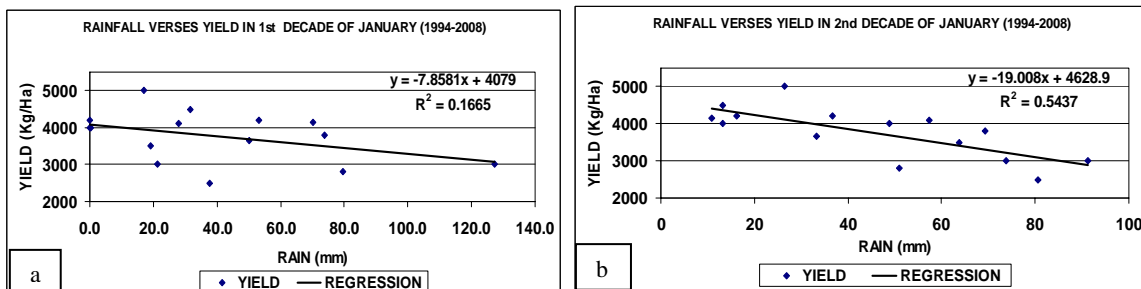 RAINFALL VERSES YIELD IN 1st DECADE OF JANUARY (1994-2008)
y = -7.8581x + 4079
R² = 0.1665
YIELD (Kg/Ha)
5000
4000
3000
2000
0.0 20.0 40.0 60.0 80.0 100.0 120.0 140.0
RAIN (mm)
YIELD REGRESSION
a
RAINFALL VERSES YIELD IN 2nd DECADE OF JANUARY (1994-2008)
y = -19.008x + 4628.9
R² = 0.5437
YIELD (Kg/Ha)
5000
4000
3000
2000
0 20 40 60 80 100
RAIN (mm)
YIELD REGRESSION
b